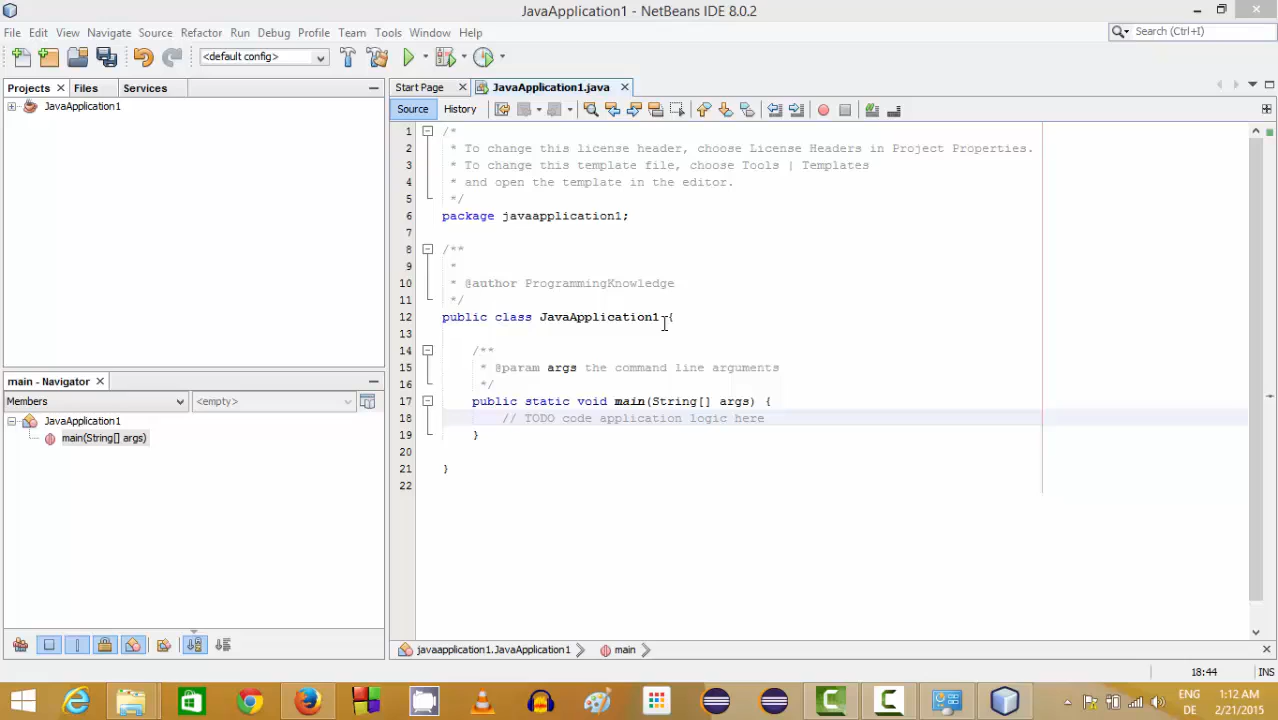 JavaApplication1 - NetBeans IDE 8.0.2
File Edit View Navigate Source Refactor Run Debug Profile Team Tools Window Help
Search (Ctrl+I)
<default config>
Projects Files Services
JavaApplication1
Start Page JavaApplication1.java
Source History
1 /*
2 * To change this license header, choose License Headers in Project Properties.
3 * To change this template file, choose Tools | Templates
4 * and open the template in the editor.
5 */
6 package javaapplication1;
7
8 /**
9 *
10 * @author ProgrammingKnowledge
11 */
12 public class JavaApplication1 {
13
14 /**
15 * @param args the command line arguments
16 */
17 public static void main(String[] args) {
18 // TODO code application logic here
19 }
20
21 }
22
main - Navigator
Members <empty>
JavaApplication1
main(String[] args)
javaapplication1.JavaApplication1 main
18:44 INS
ENG 1:12 AM
DE 2/21/2015